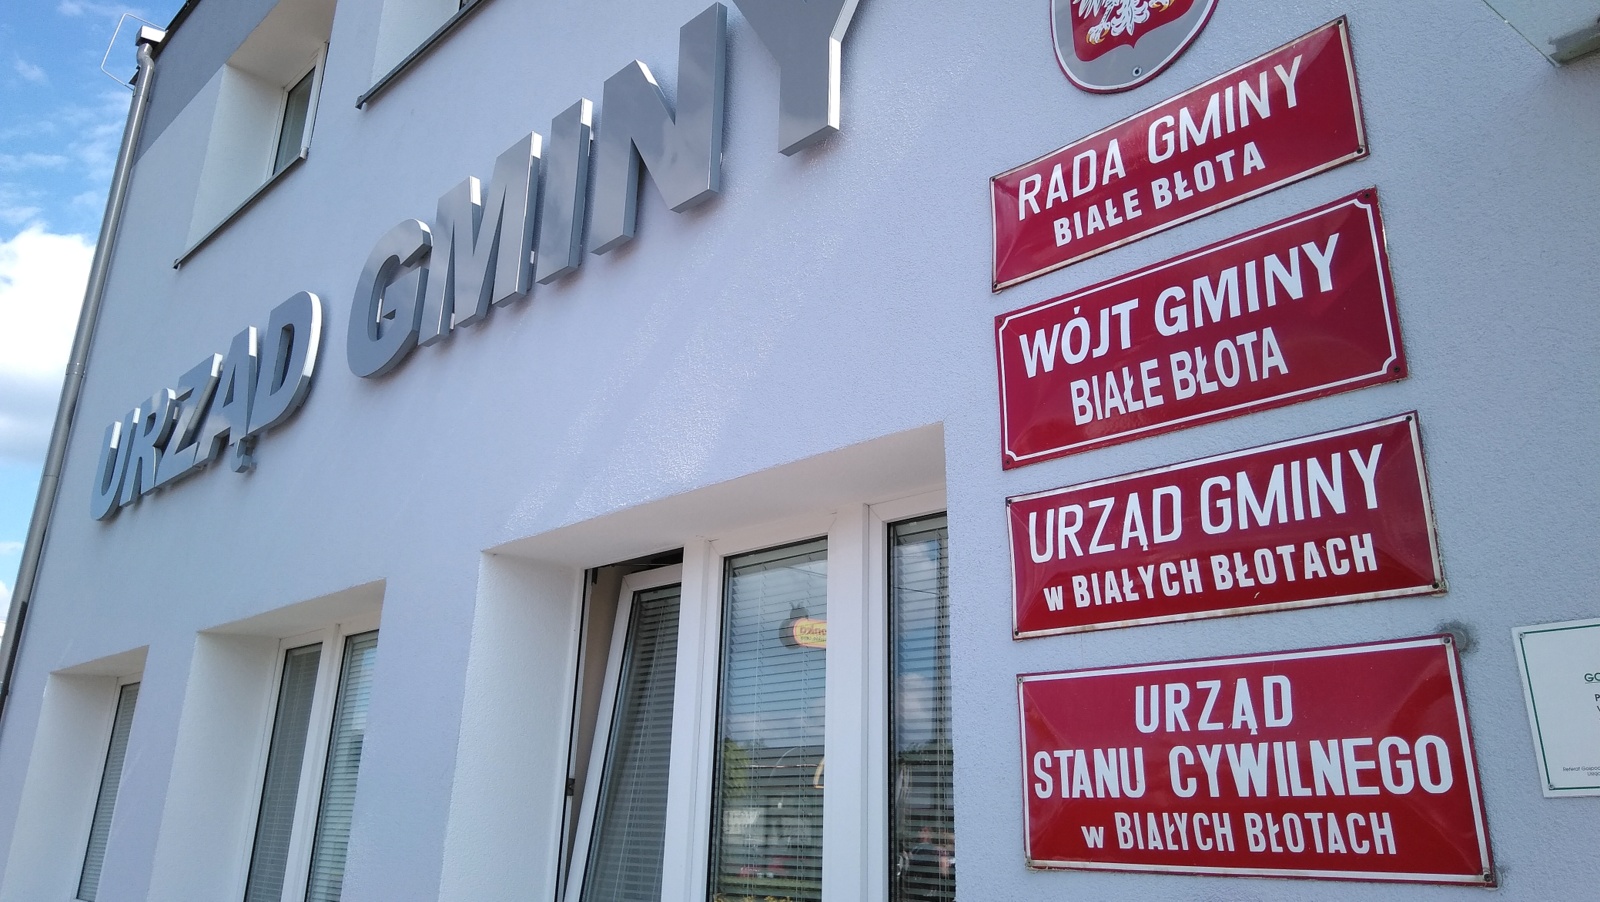 URZĄD GMINY
RADA GMINY
BIAŁE BŁOTA
WÓJT GMINY
BIAŁE BŁOTA
URZĄD GMINY
w BIAŁYCH BŁOTACH
URZĄD
STANU CYWILNEGO
w BIAŁYCH BŁOTACH